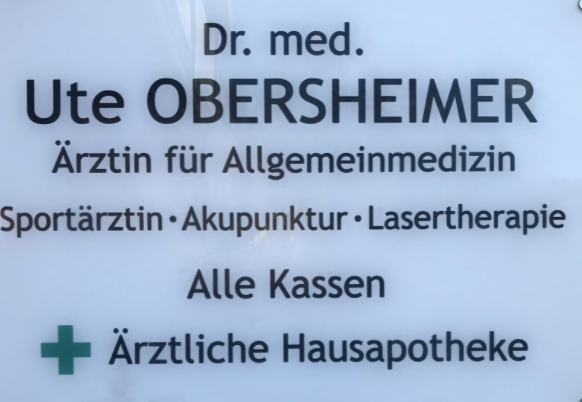 Dr. med.
Ute OBERSHEIMER
Ärztin für Allgemeinmedizin
Sportärztin · Akupunktur · Lasertherapie
Alle Kassen
Ärztliche Hausapotheke